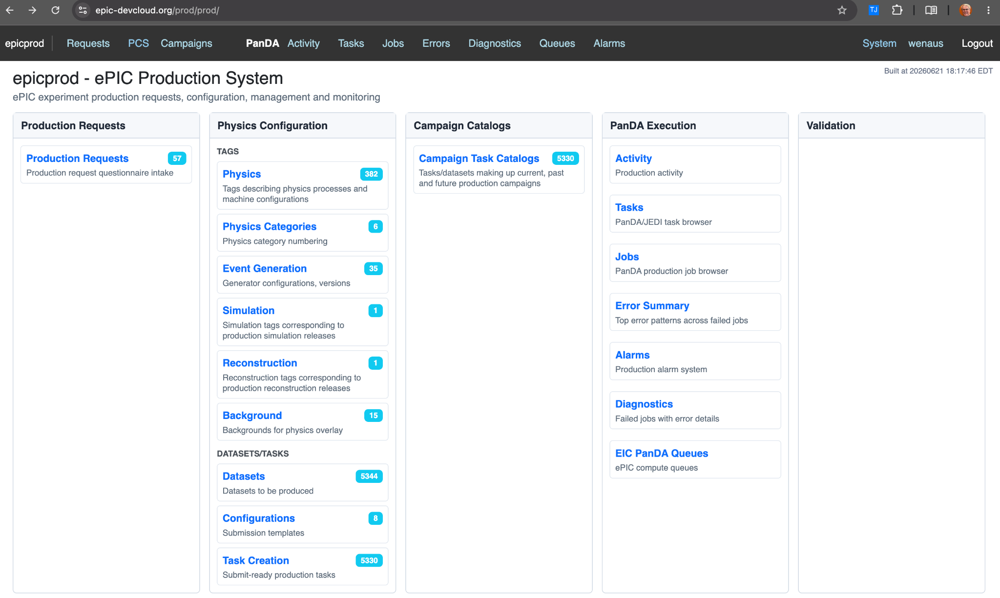 epic-devcloud.org/prod/prod/
TJ
epicprod
Requests
PCS
Campaigns
PanDA
Activity
Tasks
Jobs
Errors
Diagnostics
Queues
Alarms
System
wenaus
Logout
epicprod - ePIC Production System
Built at 20260621 18:17:46 EDT
ePIC experiment production requests, configuration, management and monitoring
Production Requests
Production Requests 57
Production request questionnaire intake
Physics Configuration
TAGS
Physics 382
Tags describing physics processes and
machine configurations
Physics Categories 6
Physics category numbering
Event Generation 35
Generator configurations, versions
Simulation 1
Simulation tags corresponding to
production simulation releases
Reconstruction 1
Reconstruction tags corresponding to
production reconstruction releases
Background 15
Backgrounds for physics overlay
DATASETS/TASKS
Datasets 5344
Datasets to be produced
Configurations 8
Submission templates
Task Creation 5330
Submit-ready production tasks
Campaign Catalogs
Campaign Task Catalogs 5330
Tasks/datasets making up current, past
and future production campaigns
PanDA Execution
Activity
Production activity
Tasks
PanDA/JEDI task browser
Jobs
PanDA production job browser
Error Summary
Top error patterns across failed jobs
Alarms
Production alarm system
Diagnostics
Failed jobs with error details
EIC PanDA Queues
ePIC compute queues
Validation